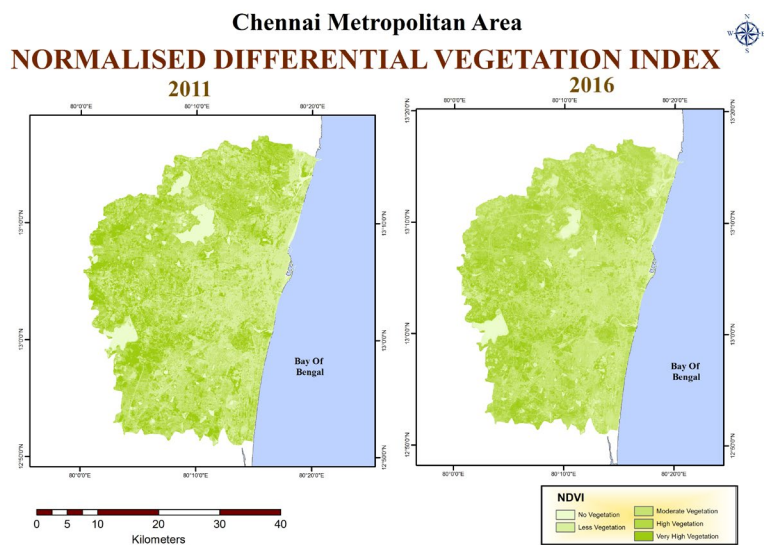 Chennai Metropolitan Area
N
W E
S
NORMALISED DIFFERENTIAL VEGETATION INDEX
2011
2016
80°0'0"E 80°10'0"E 80°20'0"E
80°0'0"E 80°10'0"E 80°20'0"E
13°20'0"N 13°20'0"N
13°10'0"N 13°10'0"N 13°10'0"N 13°10'0"N
13°0'0"N 13°0'0"N 13°0'0"N 13°0'0"N
Bay Of
Bengal
Bay Of
Bengal
12°50'0"N 12°50'0"N 12°50'0"N 12°50'0"N
80°0'0"E 80°10'0"E 80°20'0"E
80°0'0"E 80°10'0"E 80°20'0"E
0 5 10 20 30 40
Kilometers
NDVI
No Vegetation
Less Vegetation
Moderate Vegetation
High Vegetation
Very High Vegetation